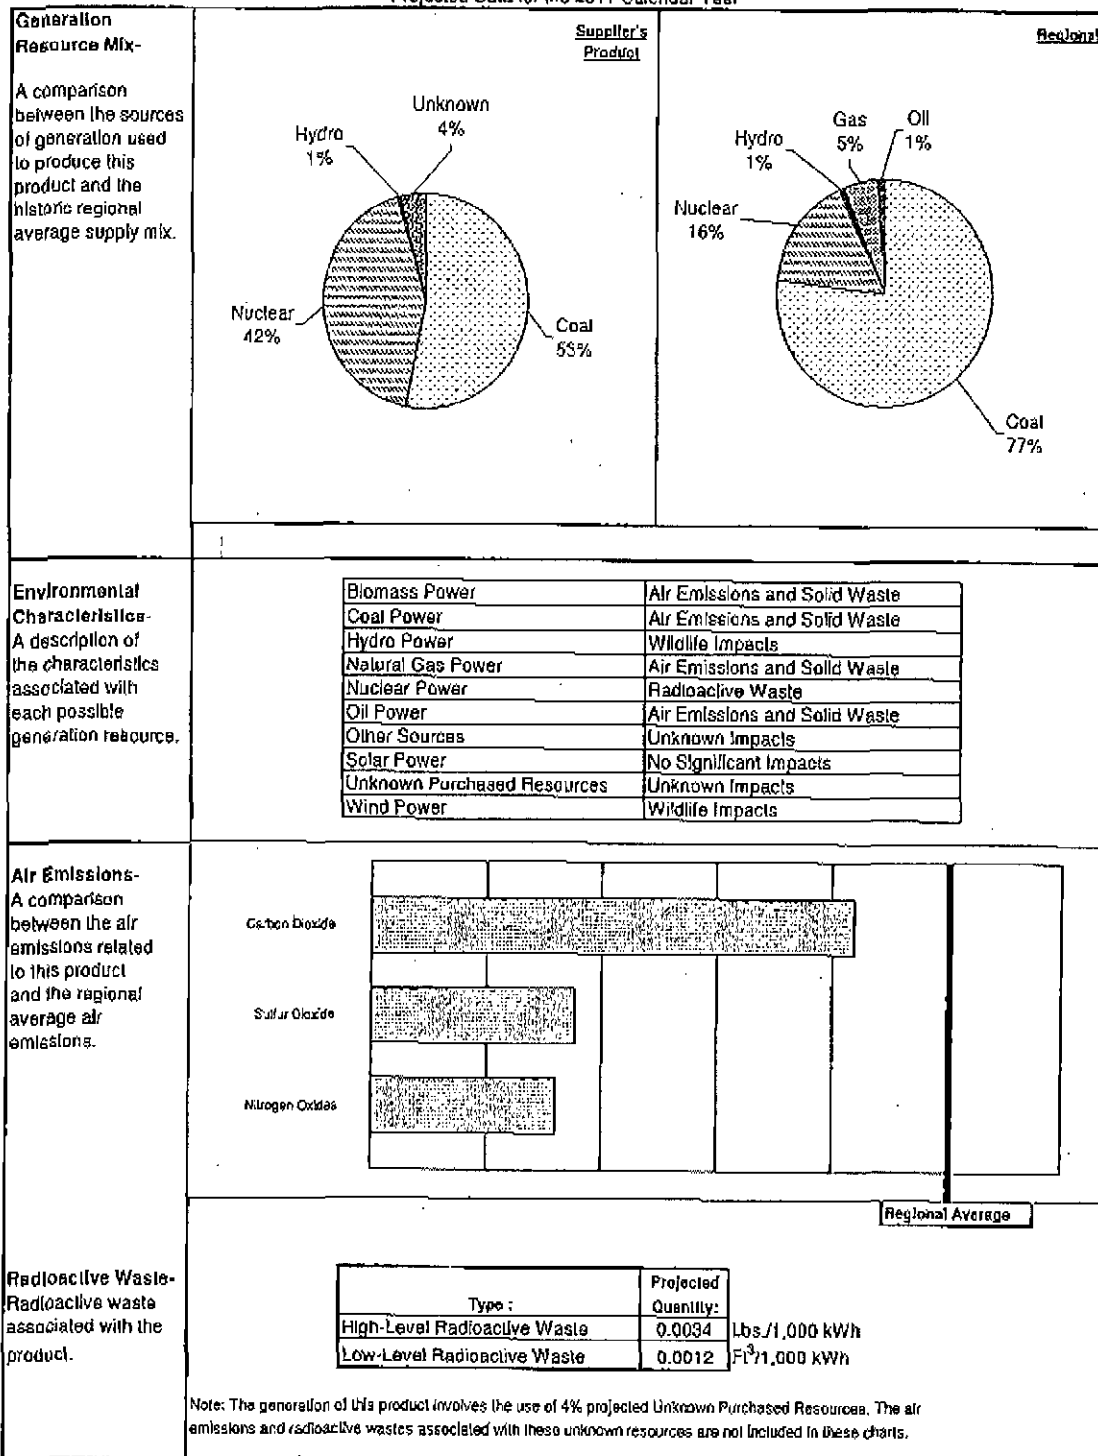 Projected Data for the 2011 Calendar Year
Generation
Resource Mix-
A comparison
between the sources
of generation used
to produce this
product and the
historic regional
average supply mix.
Supplier's
Product
Unknown
4%
Hydro
1%
Nuclear
42%
Coal
53%
Regional
Gas
5%
Oil
1%
Hydro
1%
Nuclear
16%
Coal
77%
Environmental
Characteristics-
A description of
the characteristics
associated with
each possible
generation resource.
Biomass Power Air Emissions and Solid Waste
Coal Power Air Emissions and Solid Waste
Hydro Power Wildlife Impacts
Natural Gas Power Air Emissions and Solid Waste
Nuclear Power Radioactive Waste
Oil Power Air Emissions and Solid Waste
Other Sources Unknown Impacts
Solar Power No Significant Impacts
Unknown Purchased Resources Unknown Impacts
Wind Power Wildlife Impacts
Air Emissions-
A comparison
between the air
emissions related
to this product
and the regional
average air
emissions.
Carbon Dioxide
Sulfur Dioxide
Nitrogen Oxides
Regional Average
Radioactive Waste-
Radioactive waste
associated with the
product.
Type: Projected Quantity:
High-Level Radioactive Waste 0.0034 Lbs./1,000 kWh
Low-Level Radioactive Waste 0.0012 Ft³/1,000 kWh
Note: The generation of this product involves the use of 4% projected Unknown Purchased Resources. The air
emissions and radioactive wastes associated with these unknown resources are not included in these charts.